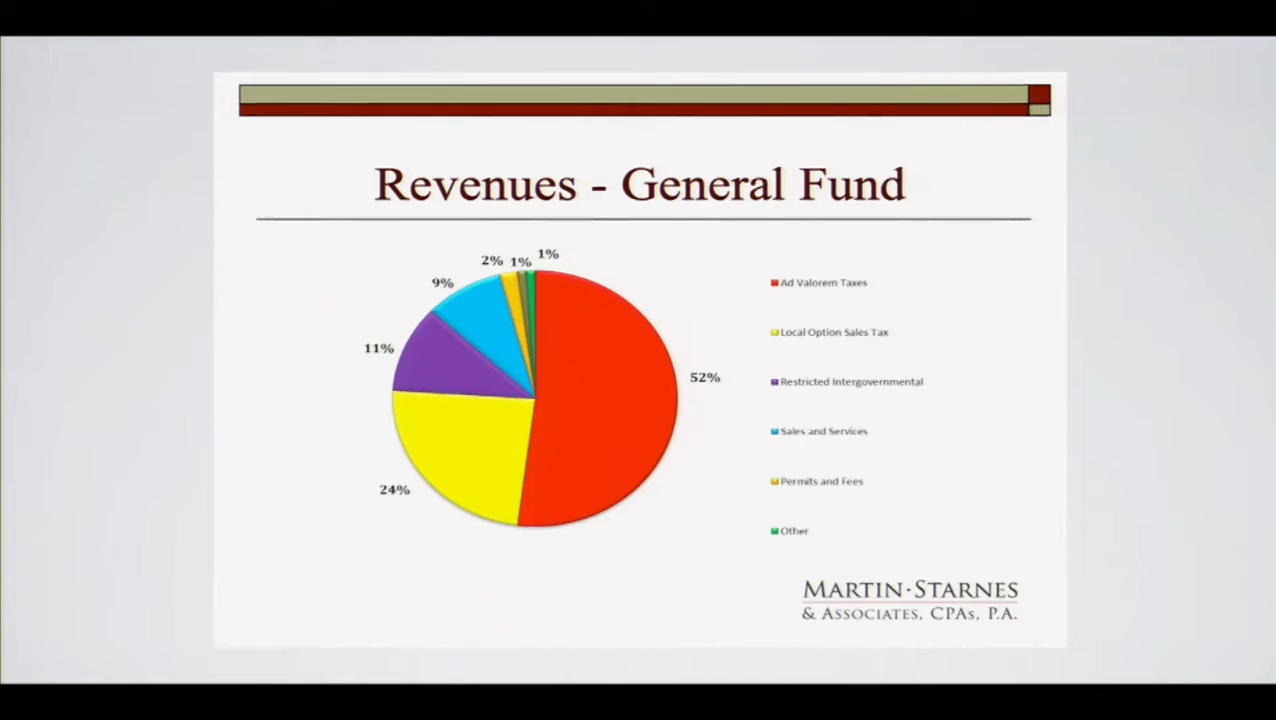 Revenues - General Fund
2%
1%
1%
9%
11%
52%
24%
Ad Valorem Taxes
Local Option Sales Tax
Restricted Intergovernmental
Sales and Services
Permits and Fees
Other
MARTIN·STARNES
& ASSOCIATES, CPAS, P.A.